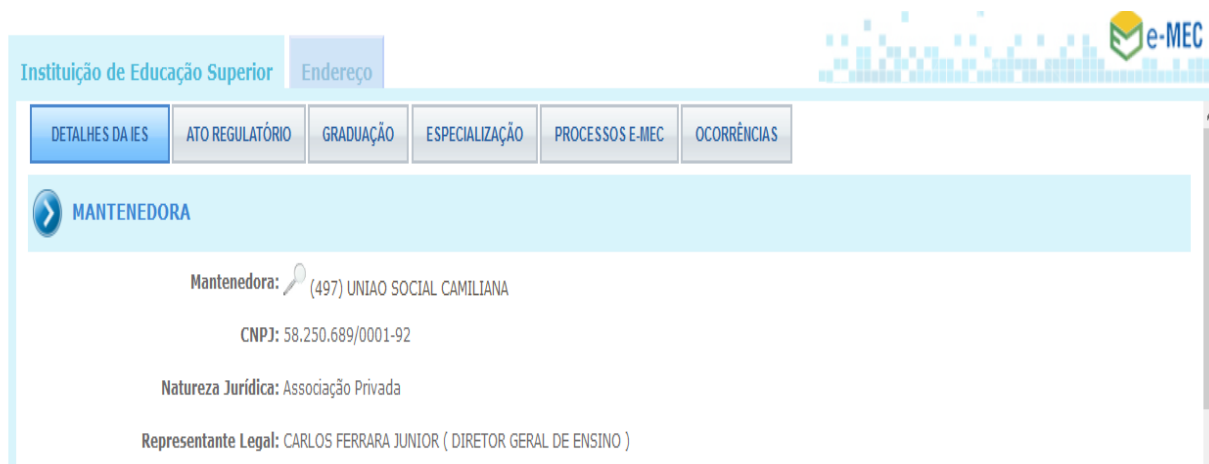 e-MEC
Instituição de Educação Superior Endereço
DETALHES DA IES ATO REGULATÓRIO GRADUAÇÃO ESPECIALIZAÇÃO PROCESSOS E-MEC OCORRÊNCIAS
MANTENEDORA
Mantenedora: (497) UNIAO SOCIAL CAMILIANA
CNPJ: 58.250.689/0001-92
Natureza Jurídica: Associação Privada
Representante Legal: CARLOS FERRARA JUNIOR ( DIRETOR GERAL DE ENSINO )